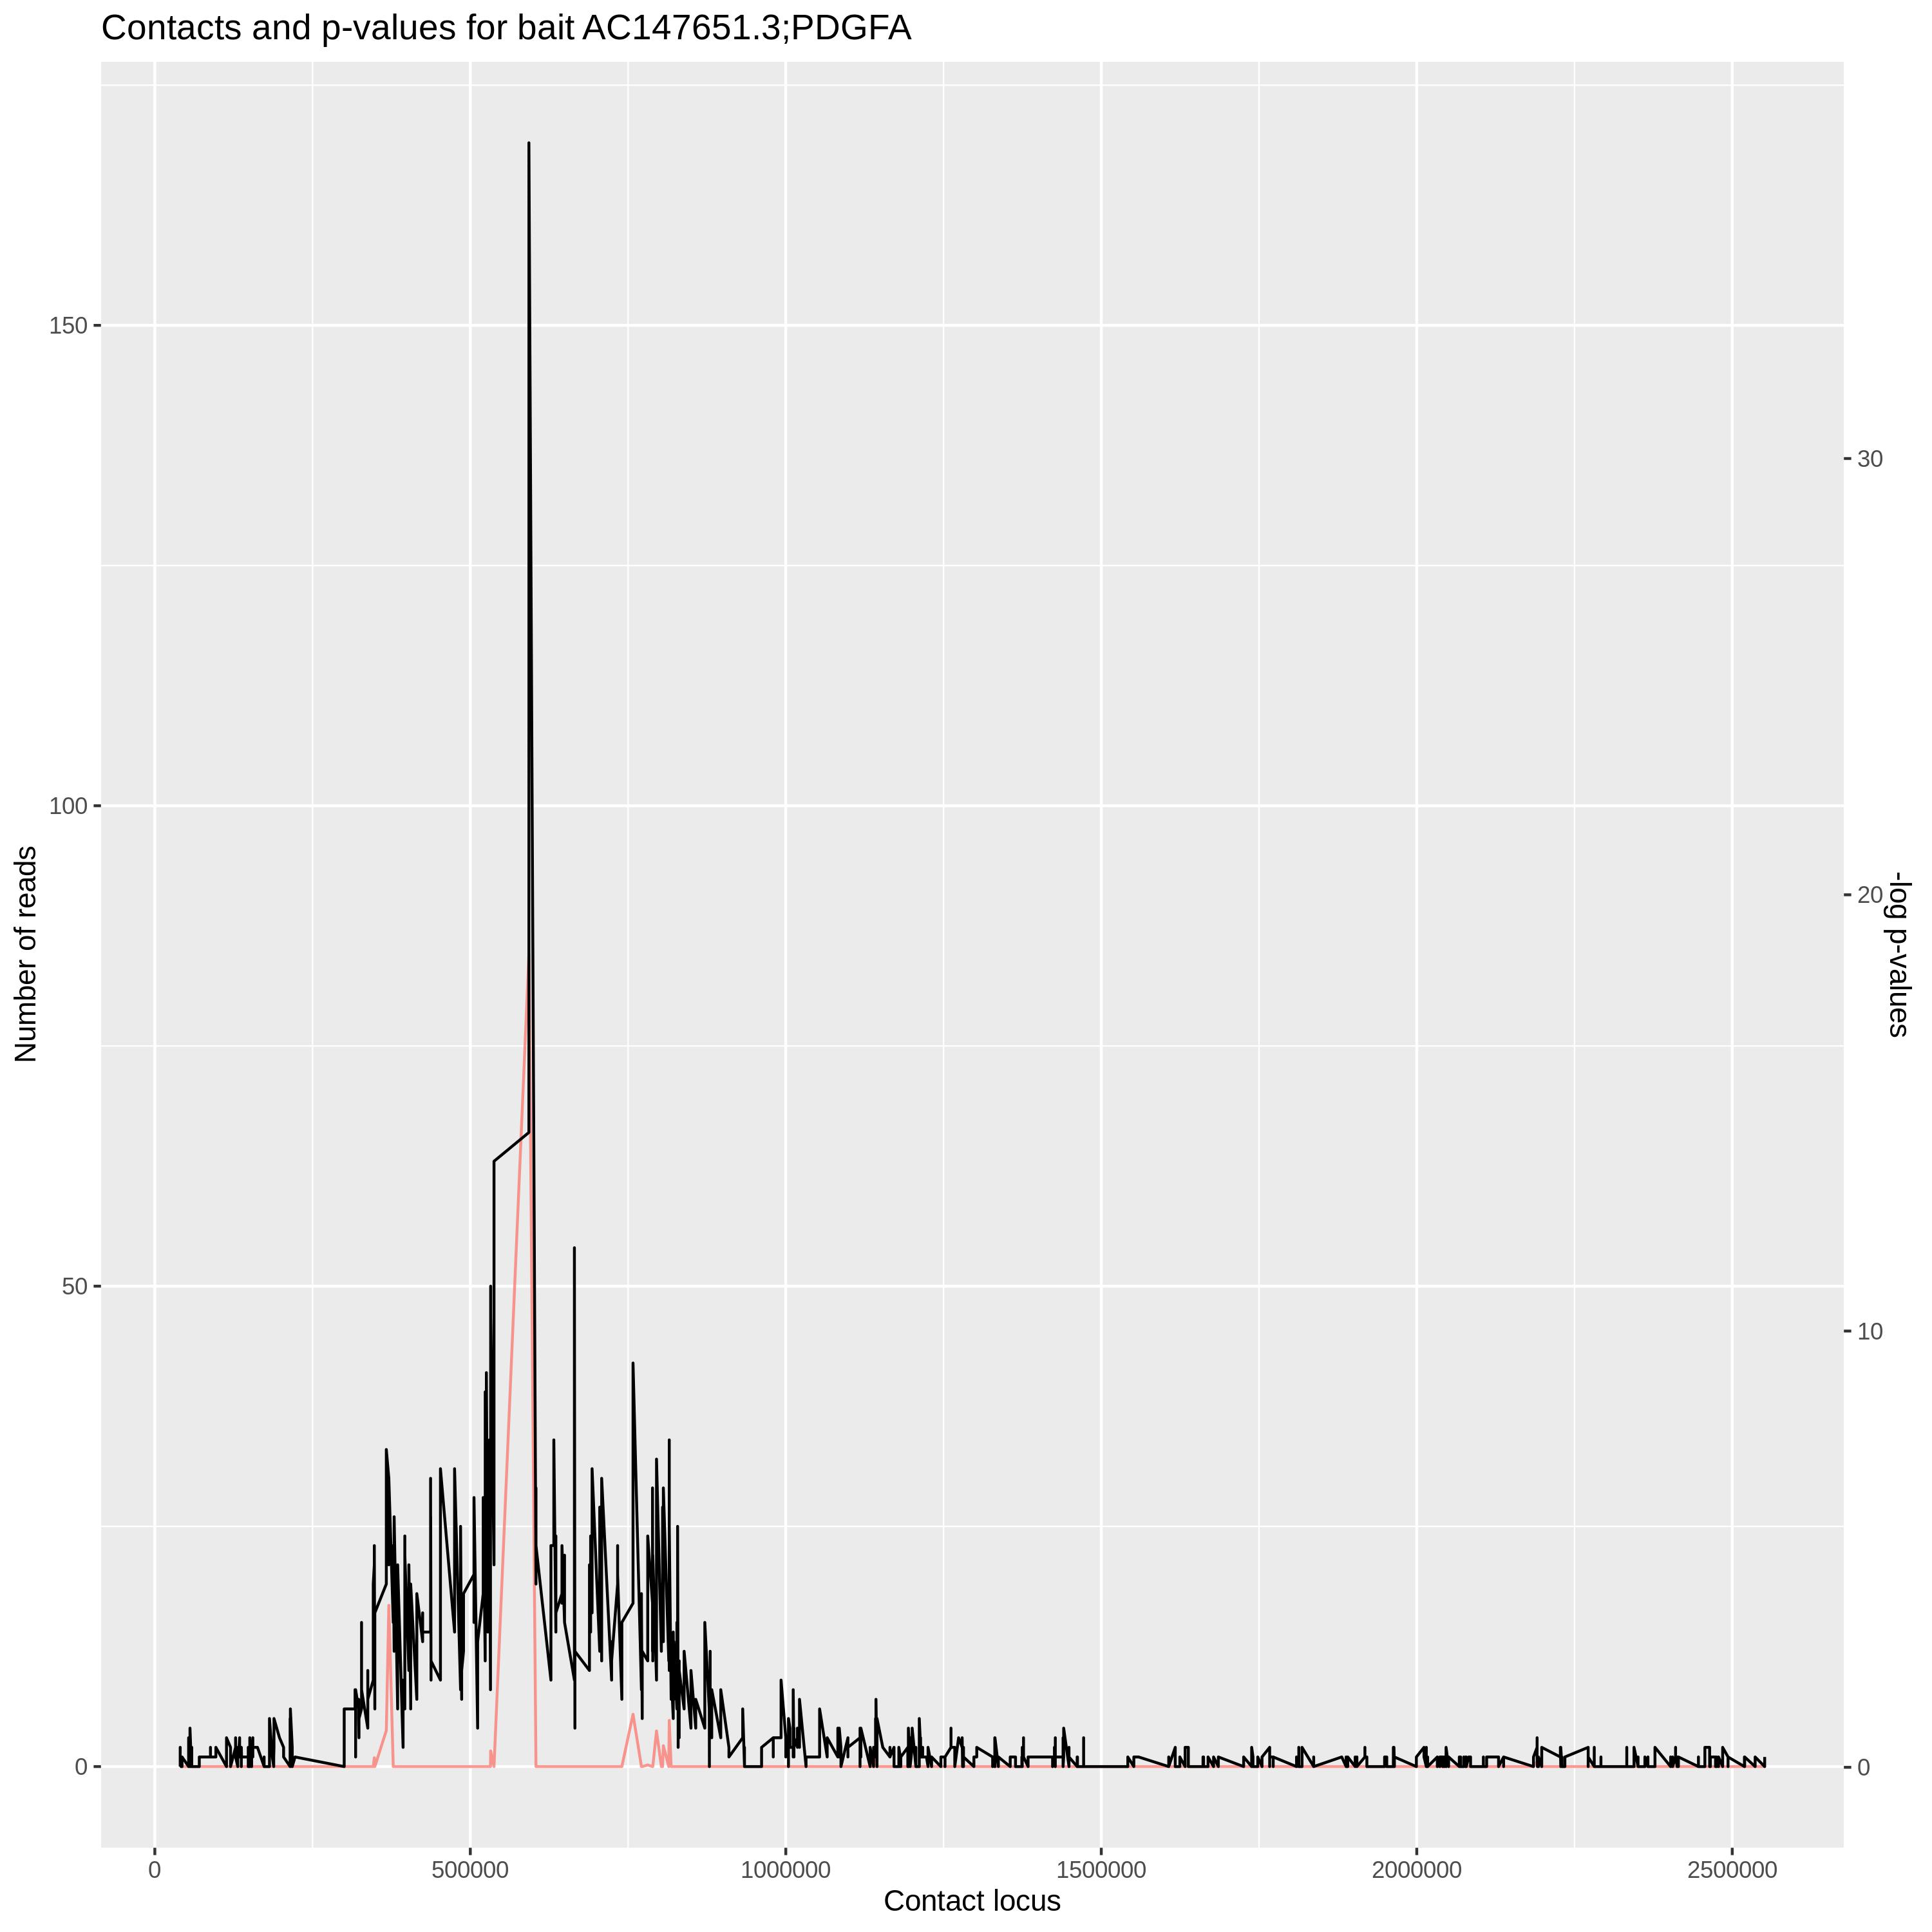 Contacts and p-values for bait AC147651.3;PDGFA
150
100
50
0
Number of reads
30
20
10
0
-log p-values
0 500000 1000000 1500000 2000000 2500000
Contact locus